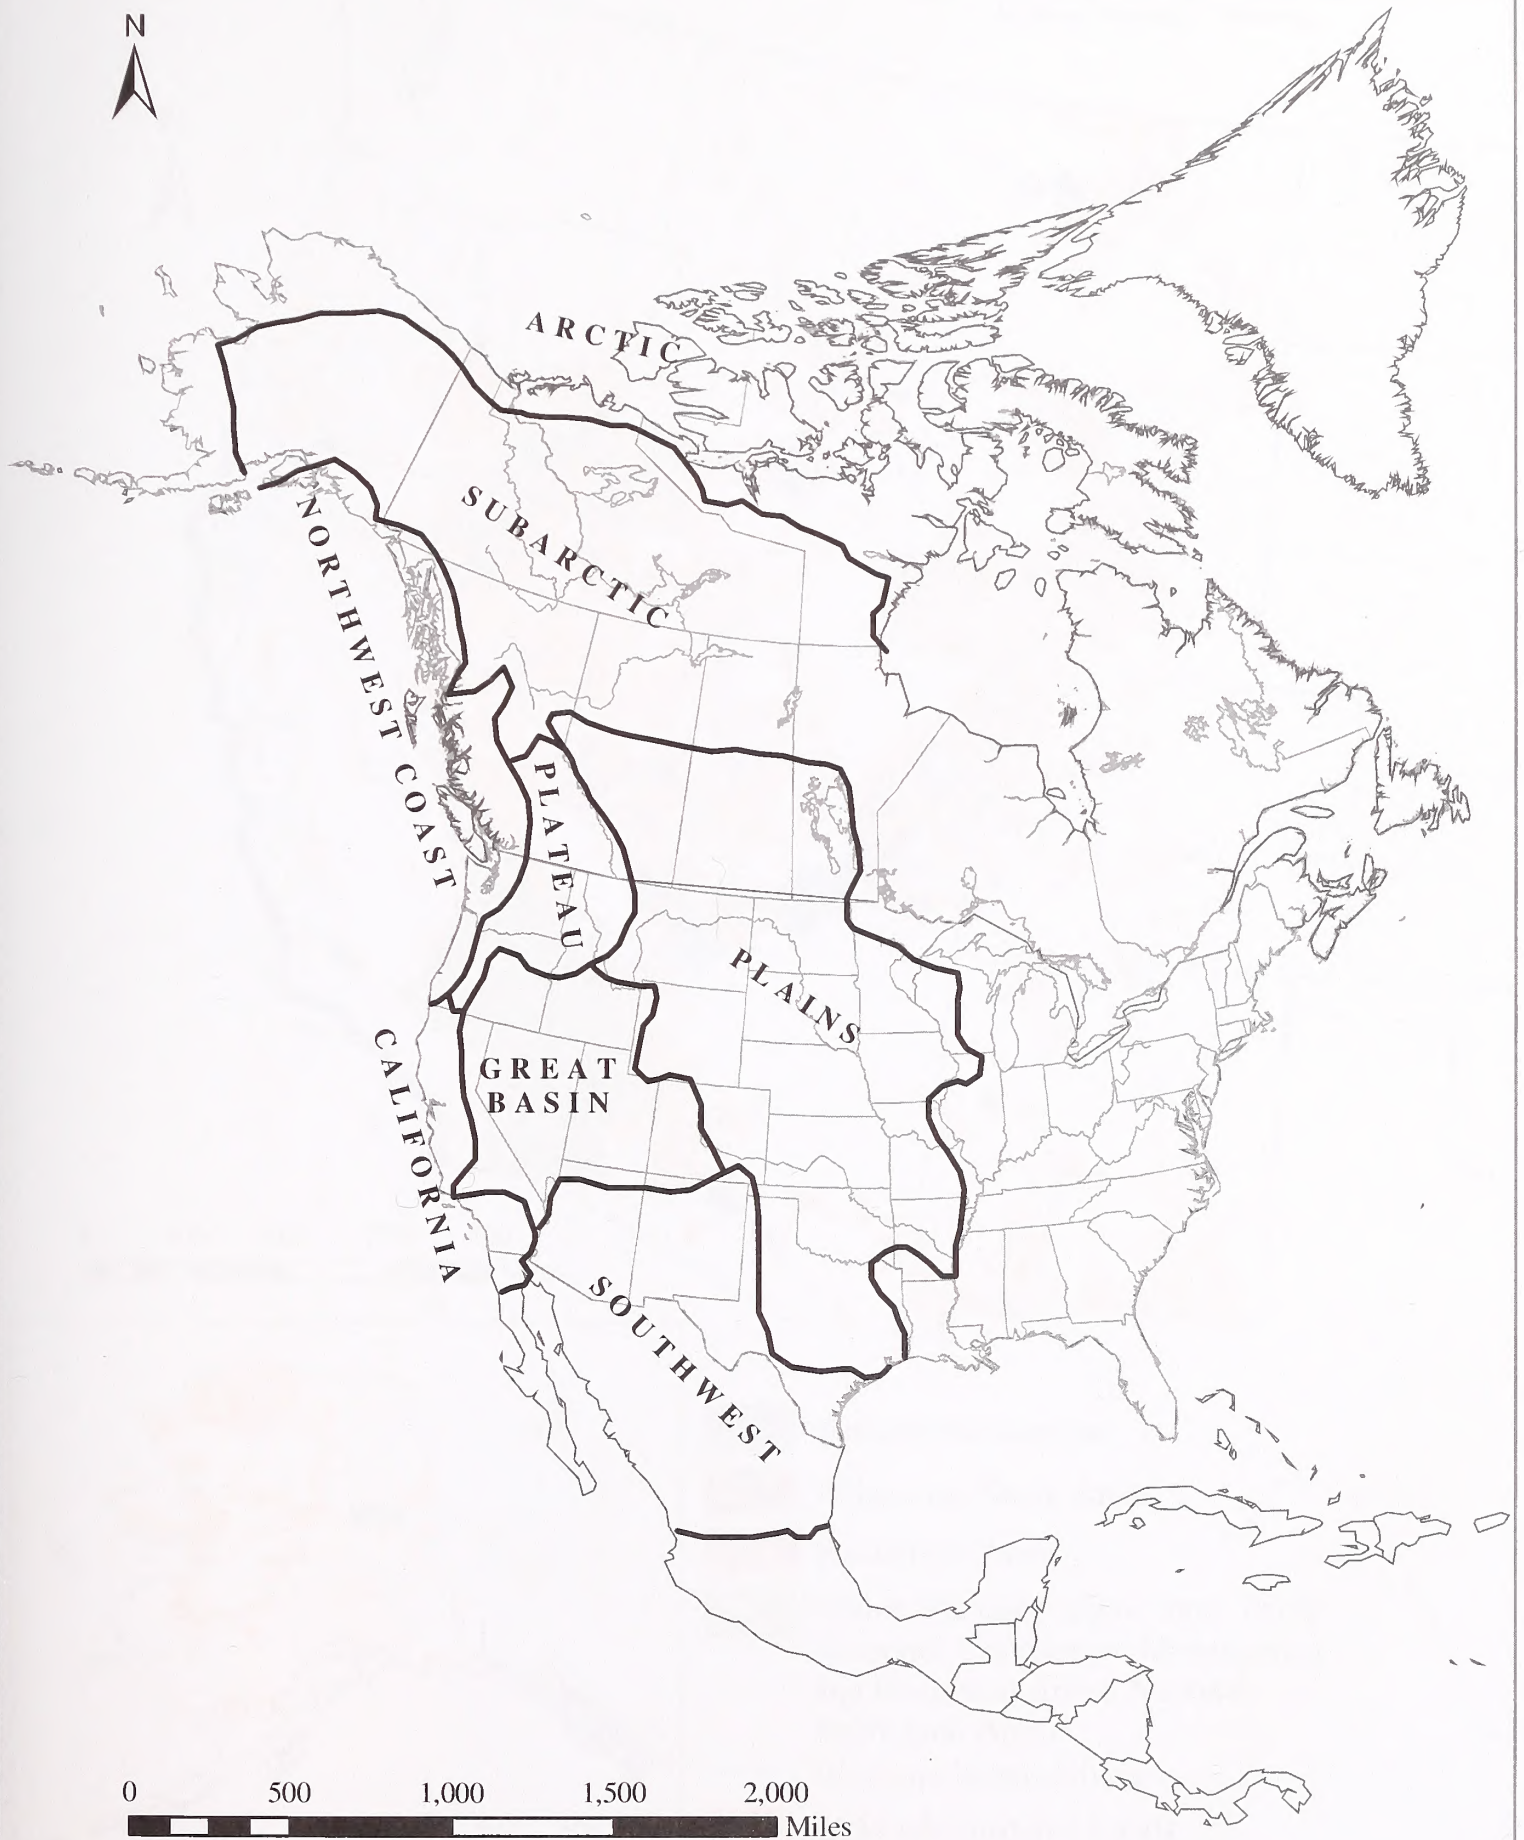 N
ARCTIC
SUBARCTIC
NORTHWEST COAST
PLATEAU
PLAINS
GREAT
BASIN
CALIFORNIA
SOUTHWEST
0 500 1,000 1,500 2,000
Miles